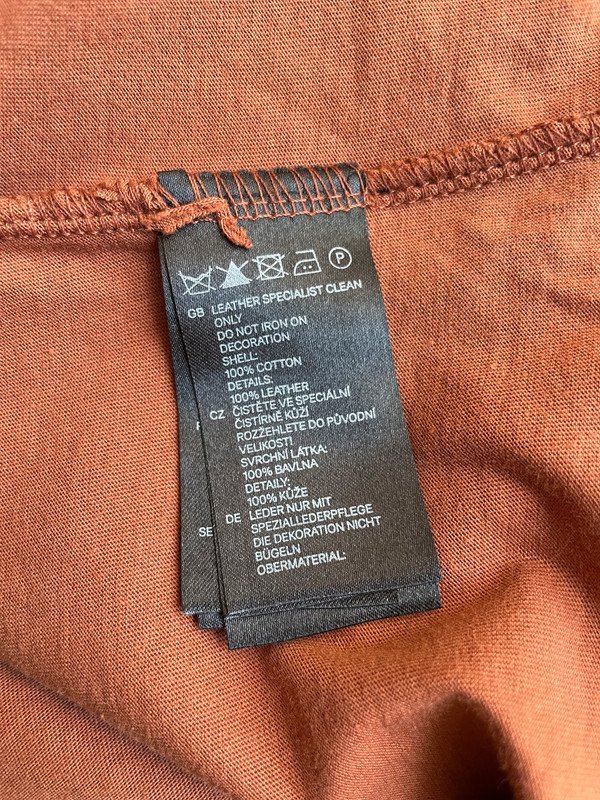 P
GB LEATHER SPECIALIST CLEAN
ONLY
DO NOT IRON ON
DECORATION
SHELL:
100% COTTON
DETAILS:
100% LEATHER
CZ ČISTĚTE VE SPECIÁLNÍ
ČISTÍRNĚ KŮŽÍ
ROZŽEHLETE DO PŮVODNÍ
VELIKOSTI
SVRCHNÍ LÁTKA:
100% BAVLNA
DETAILY:
100% KŮŽE
DE LEDER NUR MIT
SPEZIALLEDERPFLEGE
DIE DEKORATION NICHT
BÜGELN
OBERMATERIAL:
SE